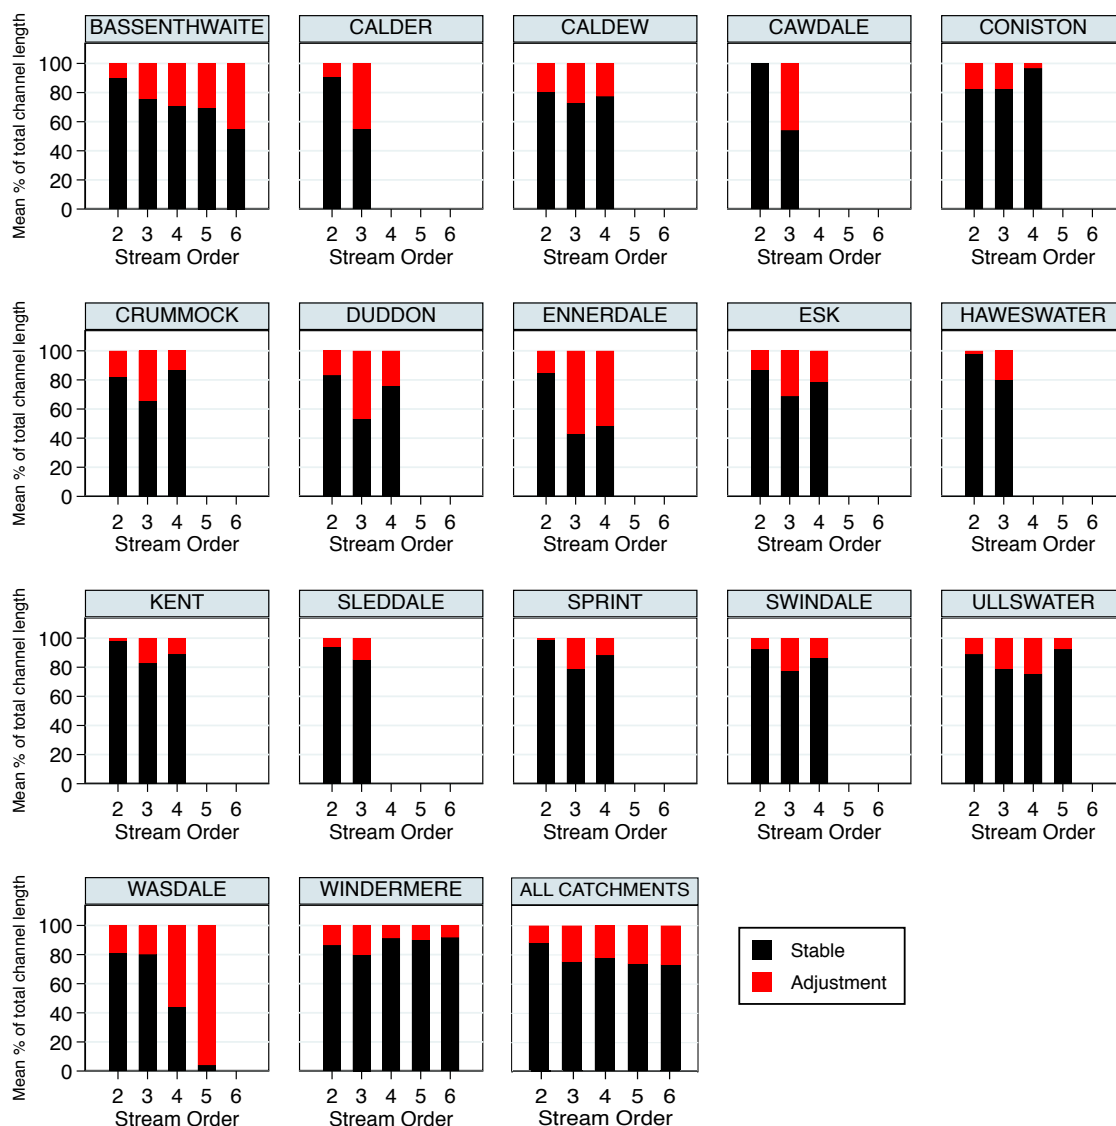 BASSENTHWAITE CALDER CALDEW CAWDALE CONISTON
Mean % of total channel length
100
80
60
40
20
0
2 3 4 5 6 2 3 4 5 6 2 3 4 5 6 2 3 4 5 6 2 3 4 5 6
Stream Order Stream Order Stream Order Stream Order Stream Order
CRUMMOCK DUDDON ENNERDALE ESK HAWESWATER
Mean % of total channel length
100
80
60
40
20
0
2 3 4 5 6 2 3 4 5 6 2 3 4 5 6 2 3 4 5 6 2 3 4 5 6
Stream Order Stream Order Stream Order Stream Order Stream Order
KENT SLEDDALE SPRINT SWINDALE ULLSWATER
Mean % of total channel length
100
80
60
40
20
0
2 3 4 5 6 2 3 4 5 6 2 3 4 5 6 2 3 4 5 6 2 3 4 5 6
Stream Order Stream Order Stream Order Stream Order Stream Order
WASDALE WINDERMERE ALL CATCHMENTS
Mean % of total channel length
100
80
60
40
20
0
2 3 4 5 6 2 3 4 5 6 2 3 4 5 6
Stream Order Stream Order Stream Order
Stable
Adjustment